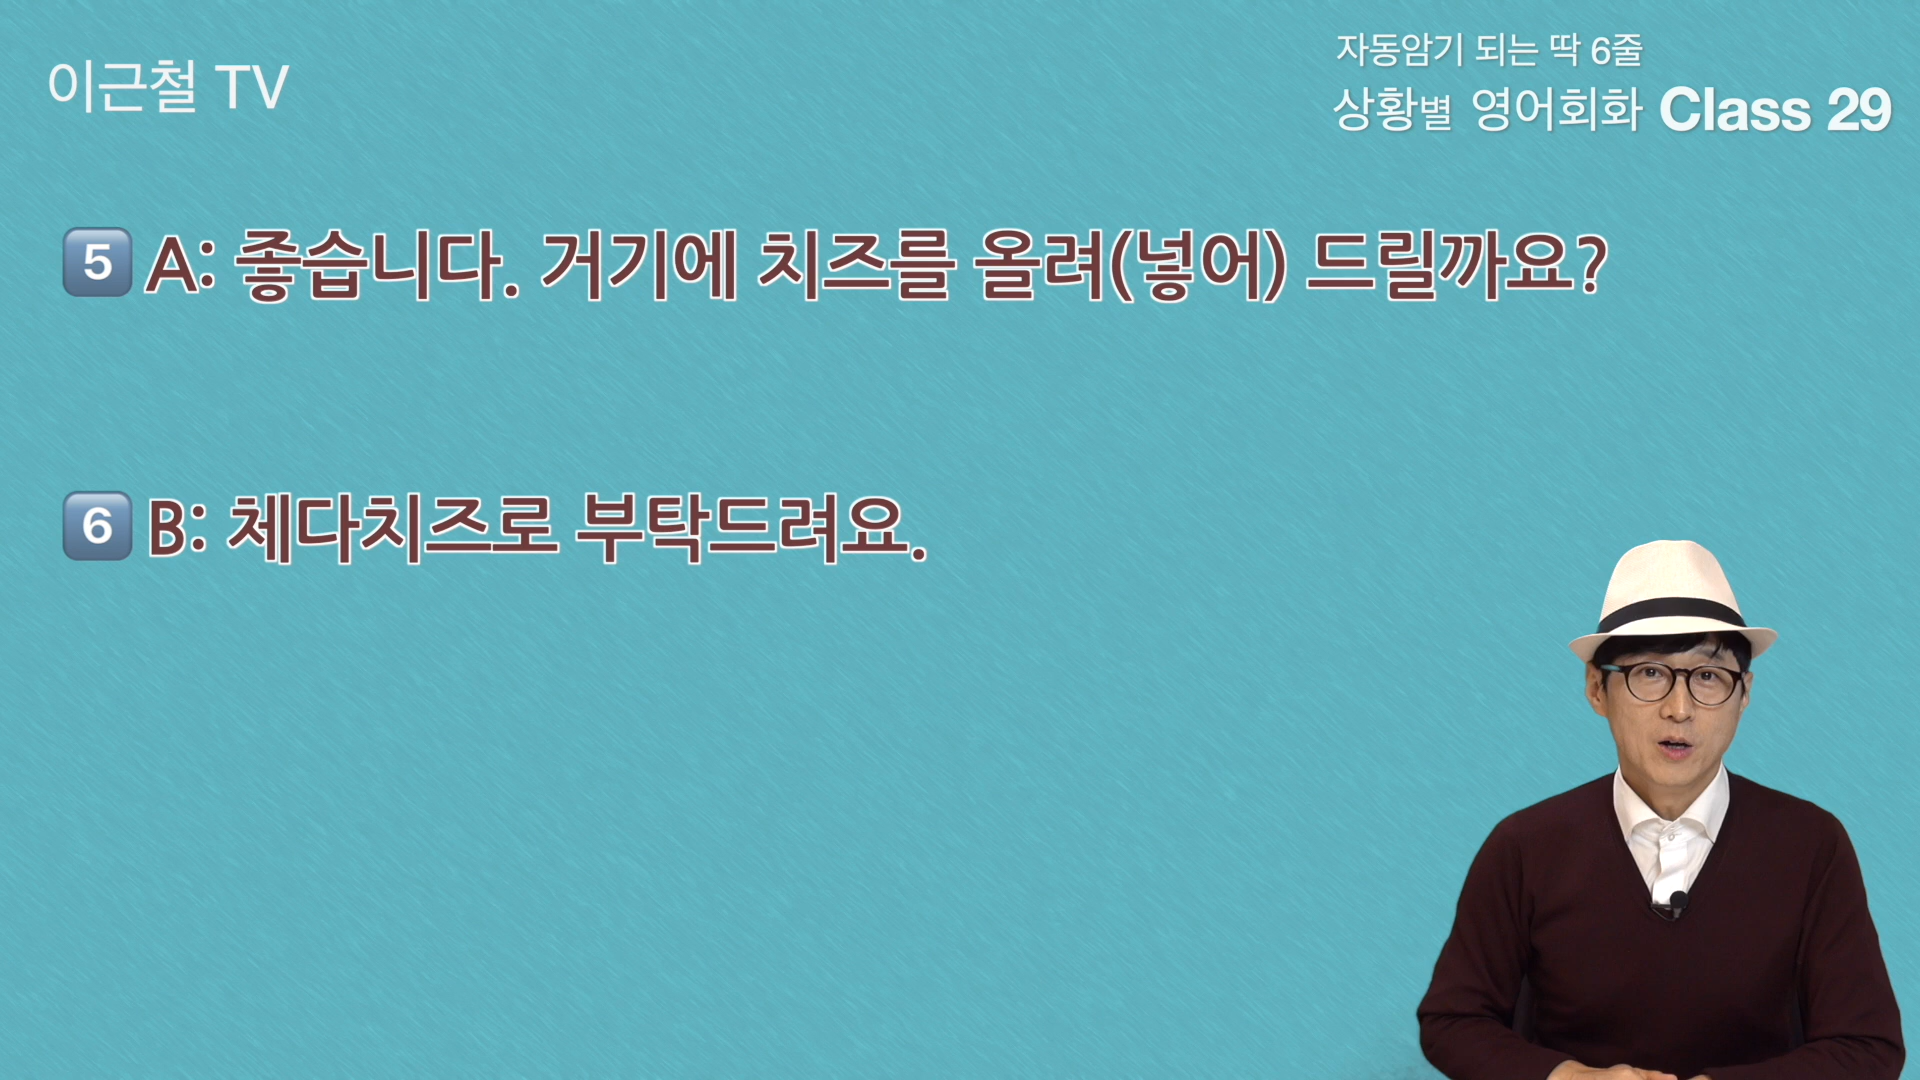 이근철 TV
자동암기 되는 딱 6줄
상황별 영어회화 Class 29
5 A: 좋습니다. 거기에 치즈를 올려(넣어) 드릴까요?
6 B: 체다치즈로 부탁드려요.